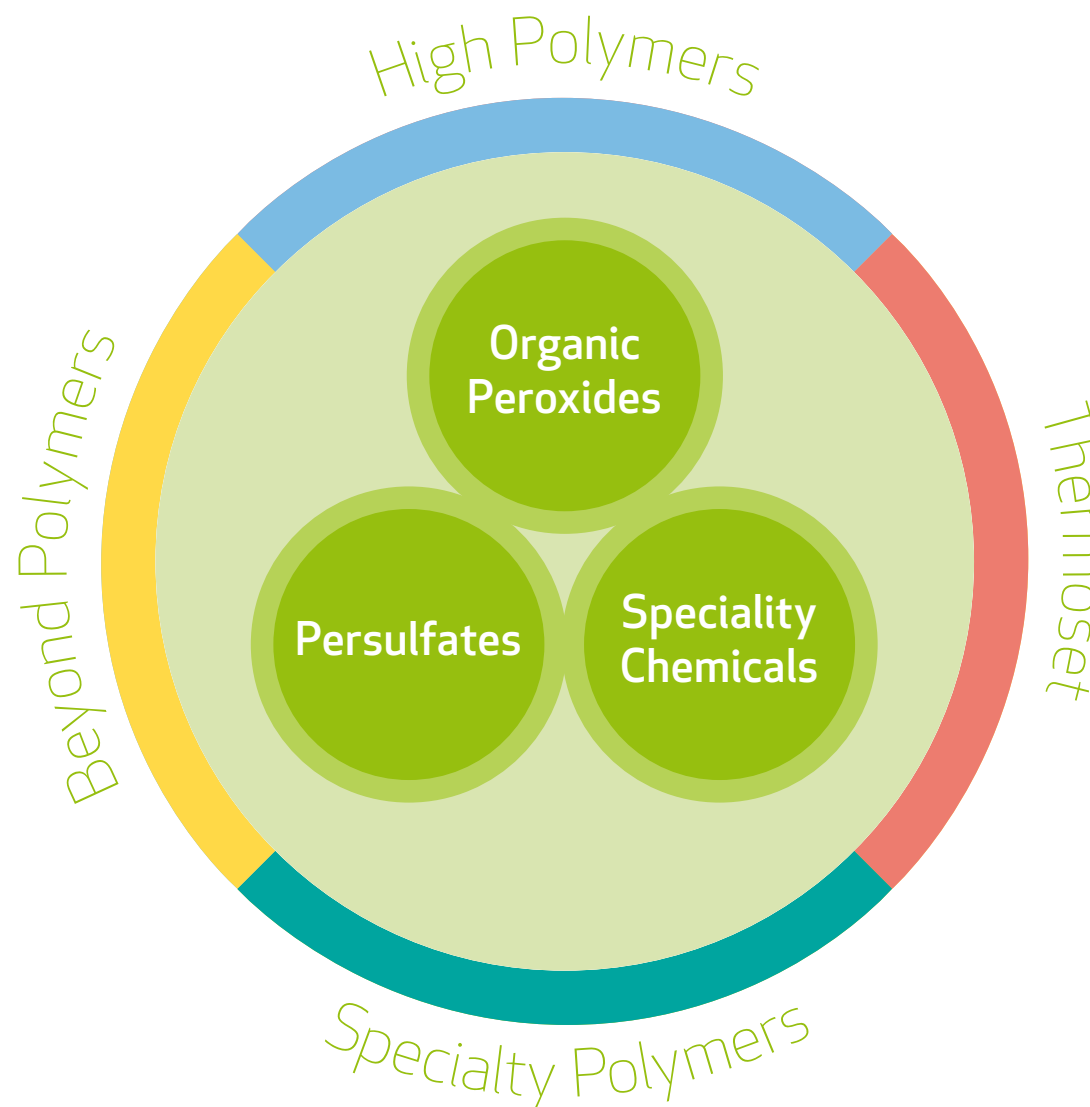 High Polymers
Organic
Peroxides
Beyond Polymers
Thermoset
Persulfates
Speciality
Chemicals
Specialty Polymers